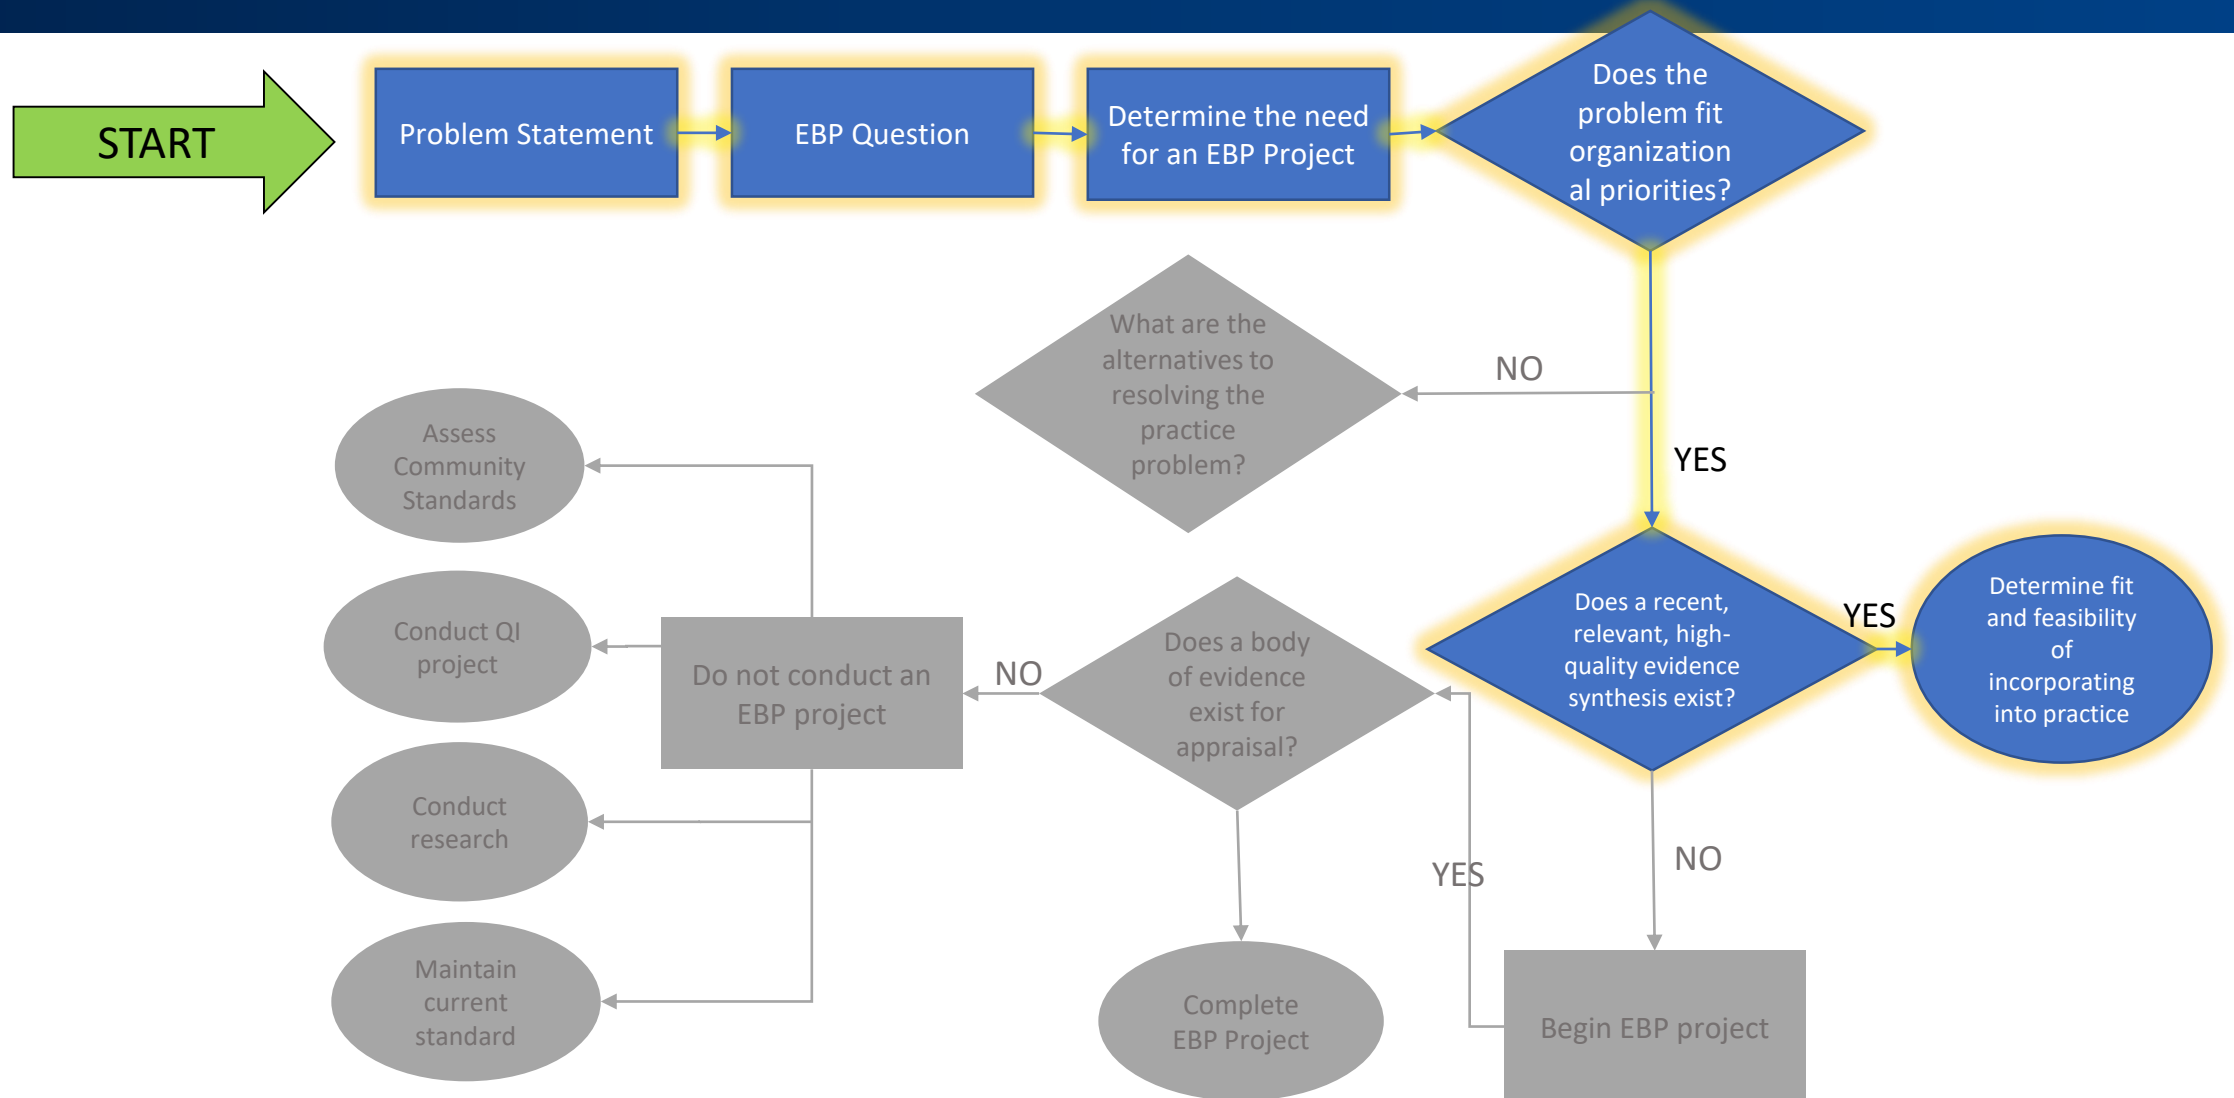 START
Problem Statement
EBP Question
Determine the need
for an EBP Project
Does the
problem fit
organization
al priorities?
What are the
alternatives to
resolving the
practice
problem?
NO
YES
Assess
Community
Standards
Conduct QI
project
Conduct
research
Maintain
current
standard
Do not conduct an
EBP project
NO
Does a body
of evidence
exist for
appraisal?
Does a recent,
relevant, high-
quality evidence
synthesis exist?
YES
Determine fit
and feasibility
of
incorporating
into practice
YES
NO
Complete
EBP Project
Begin EBP project